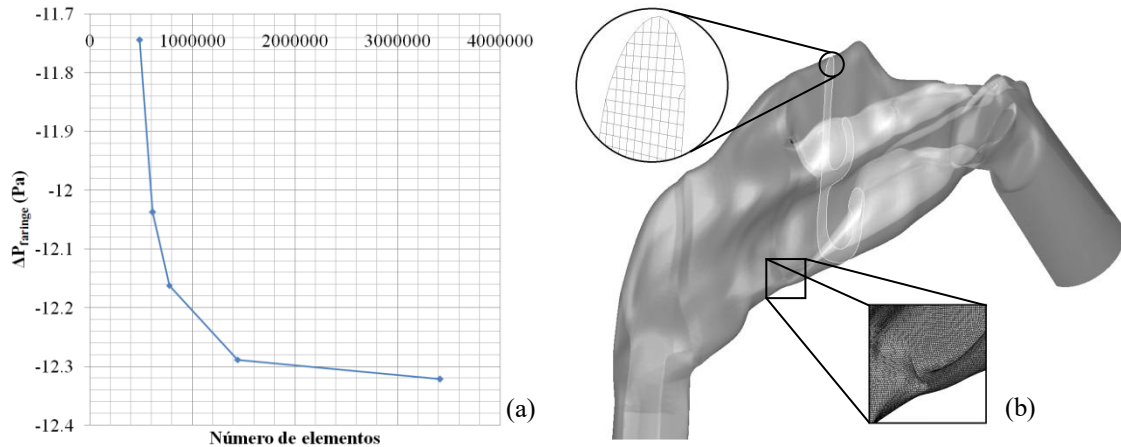 -11.7
0 1000000 2000000 3000000 4000000
-11.8
-11.9
-12
-12.1
-12.2
-12.3
-12.4
ΔPfaringe (Pa)
Número de elementos
(a)
(b)